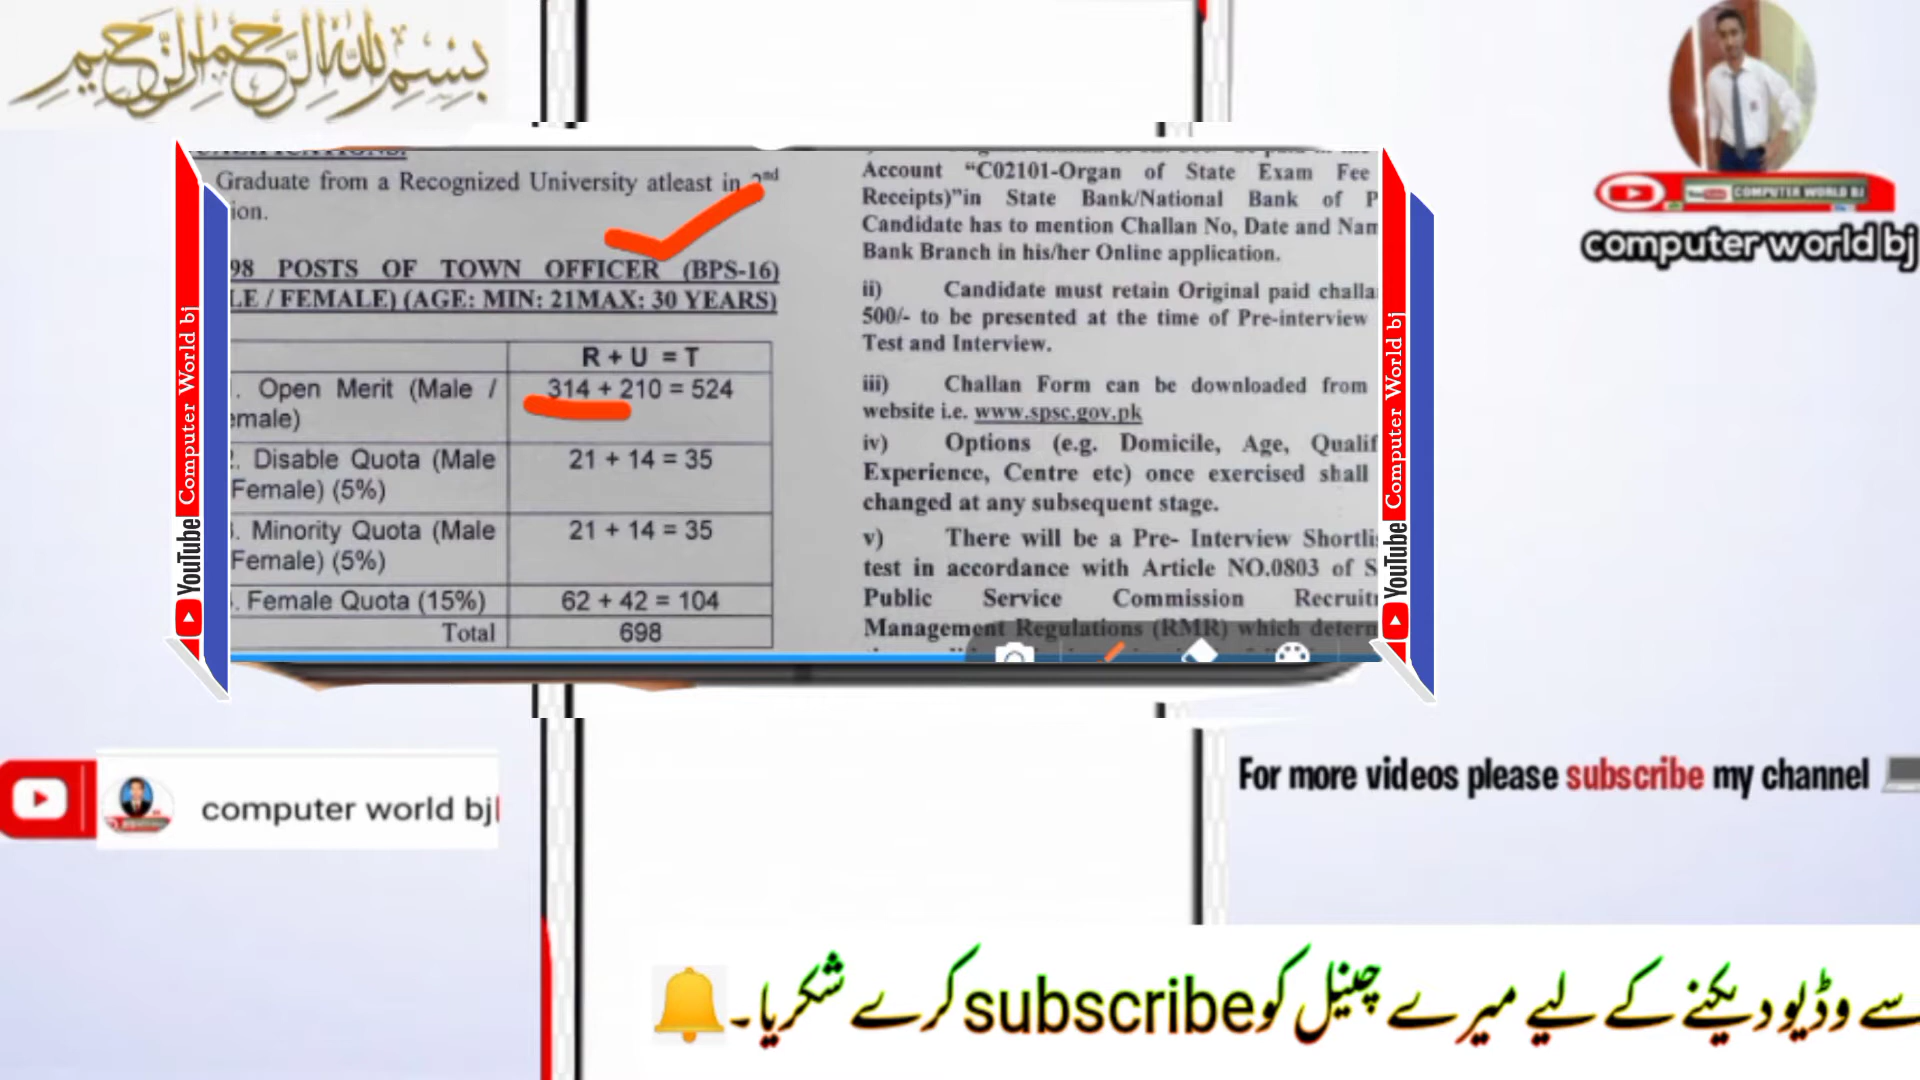 بسم الله الرحمن الرحيم
Graduate from a Recognized University atleast in 2nd
ion.
98 POSTS OF TOWN OFFICER (BPS-16)
LE / FEMALE) (AGE: MIN: 21MAX: 30 YEARS)
R + U = T
. Open Merit (Male /
emale)
314 + 210 = 524
. Disable Quota (Male
Female) (5%)
21 + 14 = 35
. Minority Quota (Male
Female) (5%)
21 + 14 = 35
. Female Quota (15%)
62 + 42 = 104
Total
698
Account “C02101-Organ of State Exam Fee
Receipts)”in State Bank/National Bank of P
Candidate has to mention Challan No, Date and Nam
Bank Branch in his/her Online application.
ii) Candidate must retain Original paid challa
500/- to be presented at the time of Pre-interview
Test and Interview.
iii) Challan Form can be downloaded from
website i.e. www.spsc.gov.pk
iv) Options (e.g. Domicile, Age, Qualif
Experience, Centre etc) once exercised shall
changed at any subsequent stage.
v) There will be a Pre- Interview Shortli
test in accordance with Article NO.0803 of S
Public Service Commission Recruit
Management Regulations (RMR) which determ
YouTube Computer World bj
YouTube Computer World bj
COMPUTER WORLD BJ
computer world bj
computer world bj
For more videos please subscribe my channel
سے وڈیو دیکھنے کے لیے میرے چینل کو subscribe کرے شکریا۔